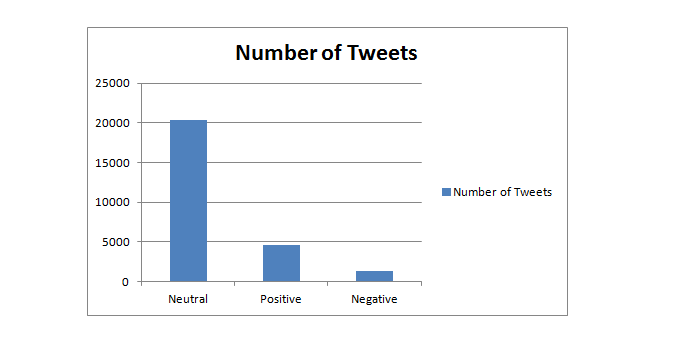 Number of Tweets
25000
20000
15000
10000
5000
0
Neutral Positive Negative
Number of Tweets